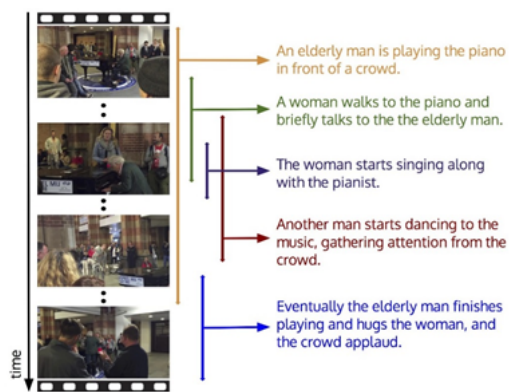 An elderly man is playing the piano
in front of a crowd.
A woman walks to the piano and
briefly talks to the the elderly man.
The woman starts singing along
with the pianist.
Another man starts dancing to the
music, gathering attention from the
crowd.
Eventually the elderly man finishes
playing and hugs the woman, and
the crowd applaud.
time